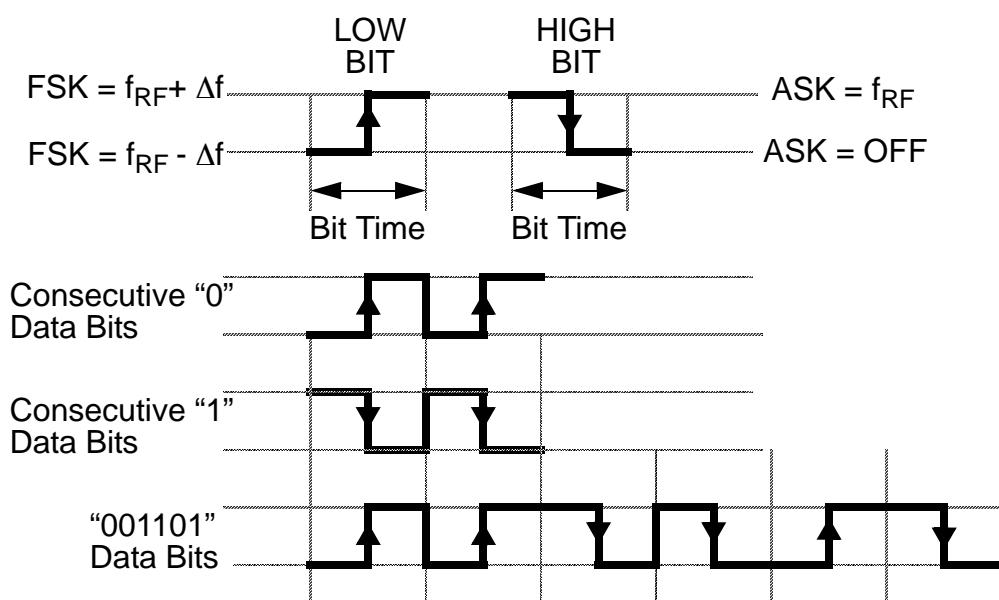 LOW
BIT
HIGH
BIT
FSK = fRF+ Δf
ASK = fRF
FSK = fRF - Δf
ASK = OFF
Bit Time
Bit Time
Consecutive “0”
Data Bits
Consecutive “1”
Data Bits
“001101”
Data Bits